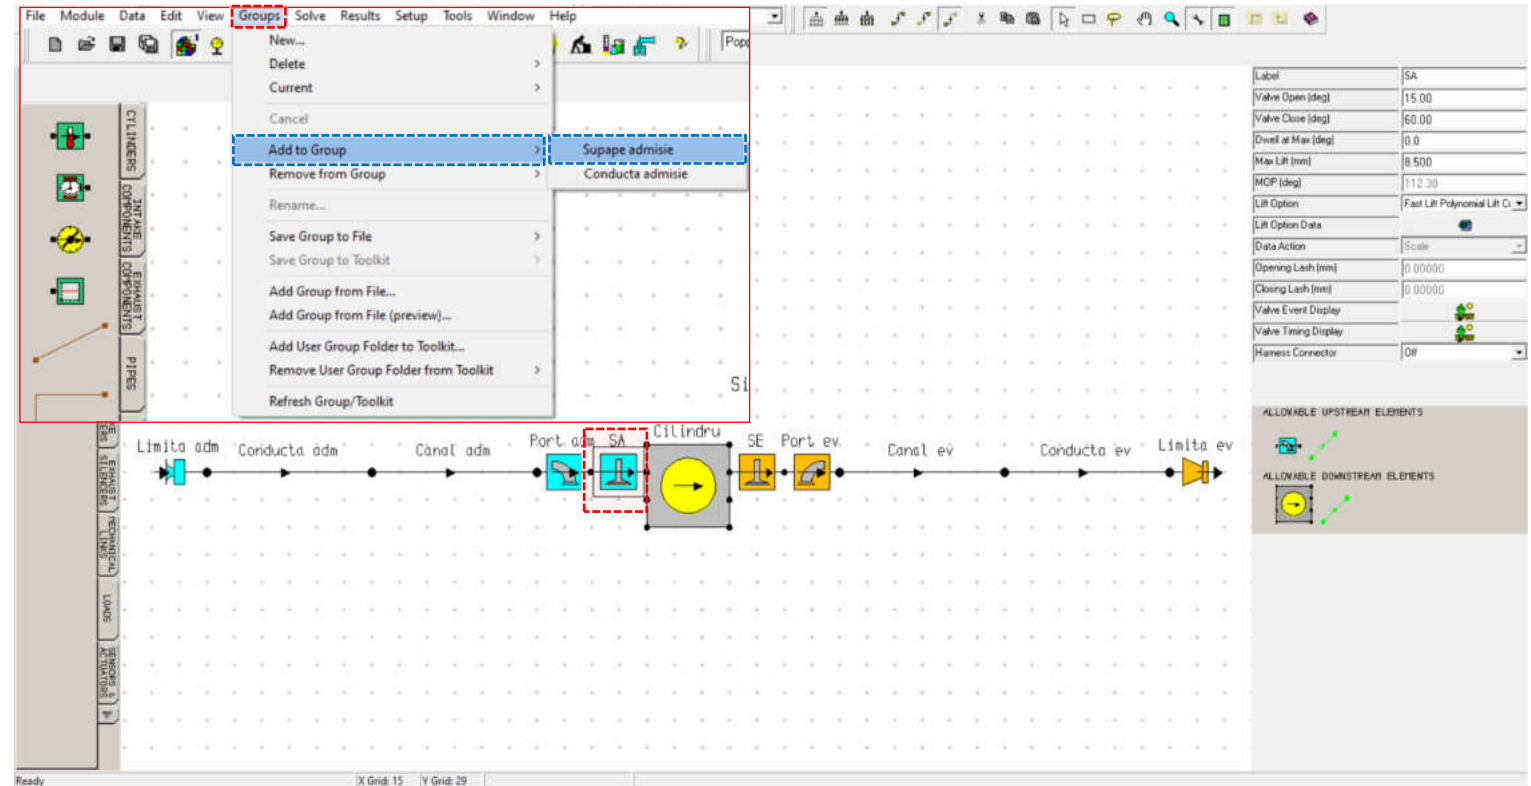 File Module Data Edit View Groups Solve Results Setup Tools Window Help
New...
Delete
Current
Cancel
Add to Group
Supape admisie
Remove from Group
Conducta admisie
Rename...
Save Group to File
Save Group to Toolkit
Add Group from File...
Add Group from File (preview)...
Add User Group Folder to Toolkit...
Remove User Group Folder from Toolkit
Refresh Group/Toolkit
Popp
CYLINDERS
INTAKE COMPONENTS
EXHAUST COMPONENTS
PIPES
EXHAUST SILENCERS
MECHANICAL LINKS
LOADS
SENSORS & ACTUATORS
Si
Label SA
Valve Open (deg) 15.00
Valve Close (deg) 60.00
Dwell at Max (deg) 0.0
Max Lift (mm) 8.500
MOP (deg) 112.30
Lift Option Fast Lift Polynomial Lift Cu
Lift Option Data
Data Action Scale
Opening Lash (mm) 0.00000
Closing Lash (mm) 0.00000
Valve Event Display
Valve Timing Display
Harness Connector Off
ALLOWABLE UPSTREAM ELEMENTS
ALLOWABLE DOWNSTREAM ELEMENTS
Limita adm Conducta adm Canal adm Port adm SA Cilindru SE Port ev Canal ev Conducta ev Limita ev
Ready X Grid: 15 Y Grid: 29